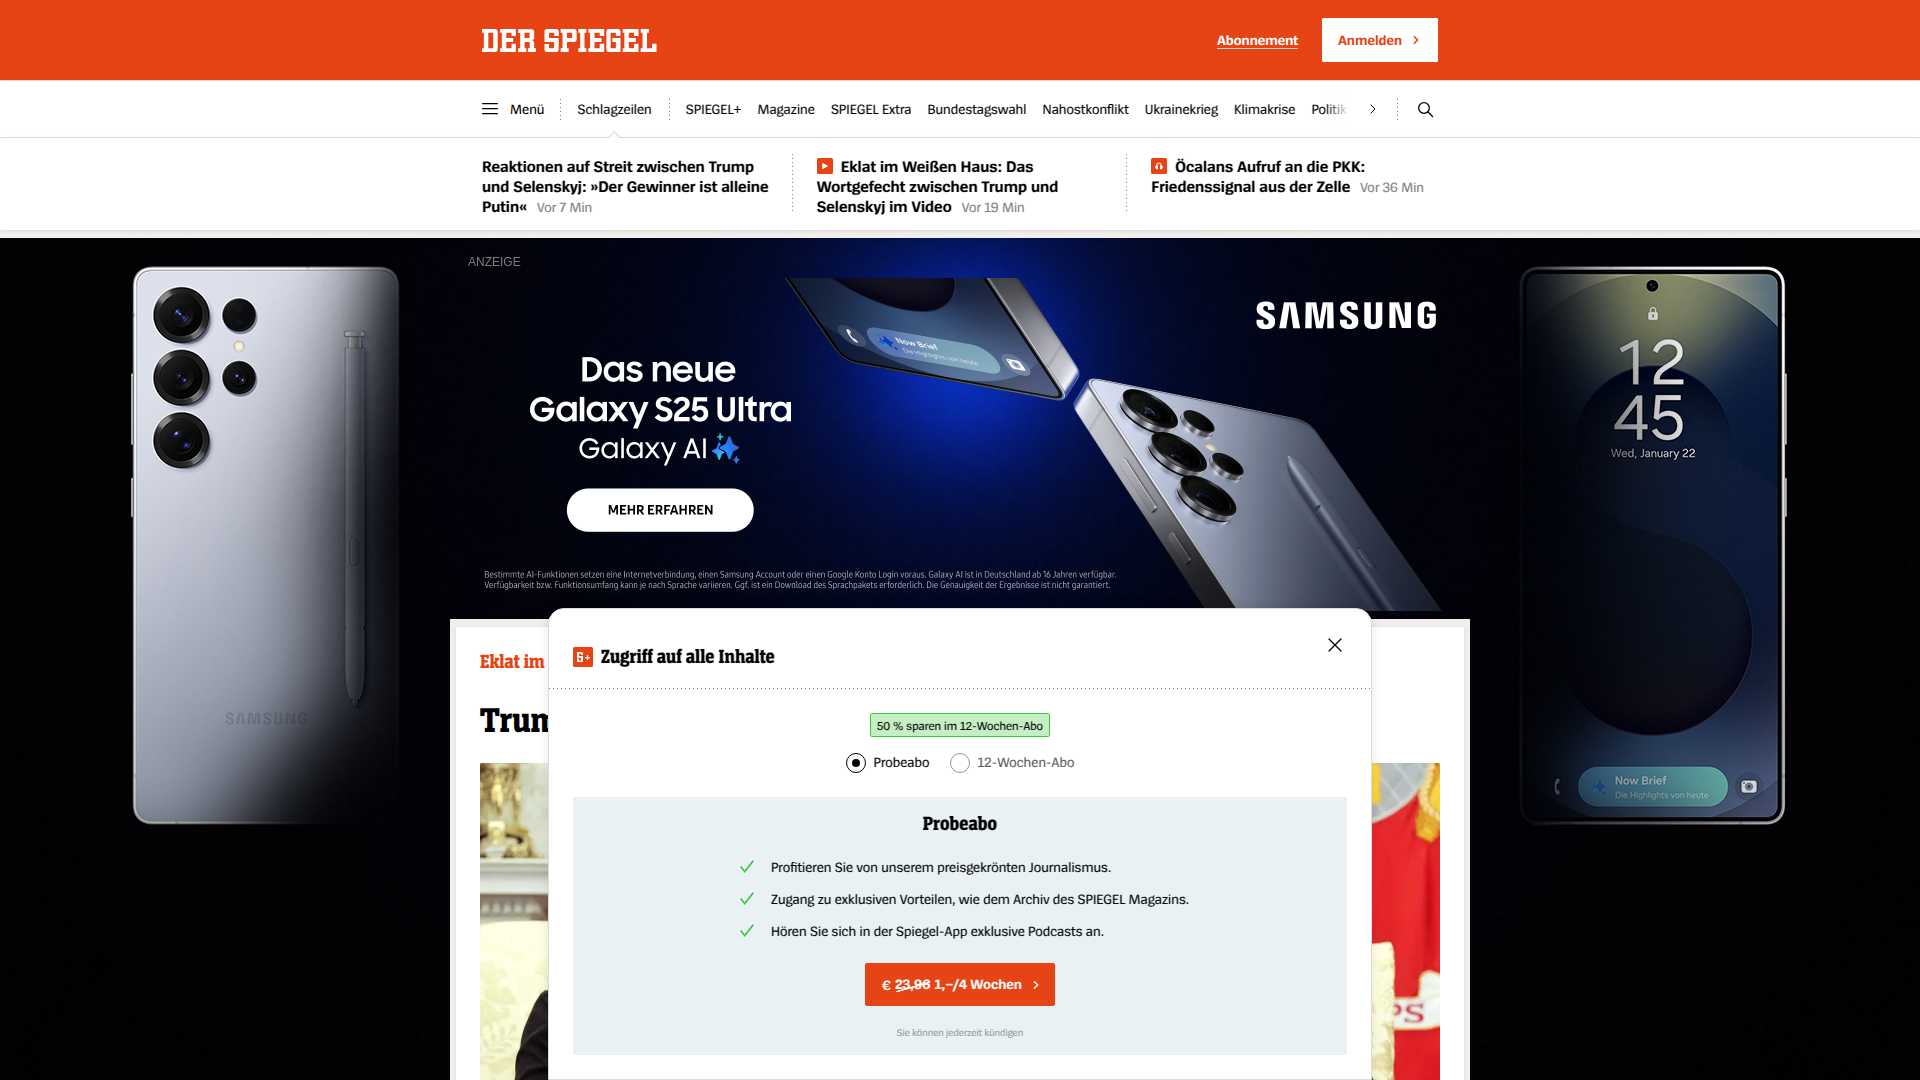 DER SPIEGEL
Abonnement
Anmelden
Menü
Schlagzeilen
SPIEGEL+
Magazine
SPIEGEL Extra
Bundestagswahl
Nahostkonflikt
Ukrainekrieg
Klimakrise
Politik
Reaktionen auf Streit zwischen Trump
und Selenskyj: »Der Gewinner ist alleine
Putin« Vor 7 Min
Eklat im Weißen Haus: Das
Wortgefecht zwischen Trump und
Selenskyj im Video Vor 19 Min
Öcalans Aufruf an die PKK:
Friedenssignal aus der Zelle Vor 36 Min
ANZEIGE
SAMSUNG
Now Brief
Die Highlights von heute
Das neue
Galaxy S25 Ultra
Galaxy AI
MEHR ERFAHREN
Bestimmte AI-Funktionen setzen eine Internetverbindung, einen Samsung Account oder einen Google Konto Login voraus. Galaxy AI ist in Deutschland ab 16 Jahren verfügbar.
Verfügbarkeit bzw. Funktionsumfang kann je nach Sprache variieren. Ggf. ist ein Download des Sprachpakets erforderlich. Die Genauigkeit der Ergebnisse ist nicht garantiert.
SAMSUNG
12
45
Wed, January 22
Now Brief
Die Highlights von heute
Eklat im
Trum
Zugriff auf alle Inhalte
50 % sparen im 12-Wochen-Abo
Probeabo
12-Wochen-Abo
Probeabo
Profitieren Sie von unserem preisgekrönten Journalismus.
Zugang zu exklusiven Vorteilen, wie dem Archiv des SPIEGEL Magazins.
Hören Sie sich in der Spiegel-App exklusive Podcasts an.
€ 23,96 1,–/4 Wochen
Sie können jederzeit kündigen
PS